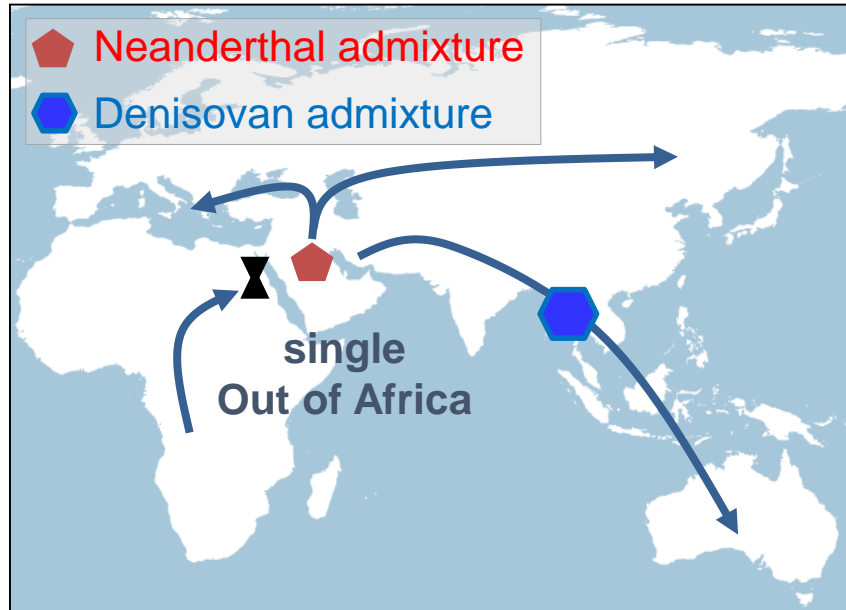 Neanderthal admixture
Denisovan admixture
single
Out of Africa